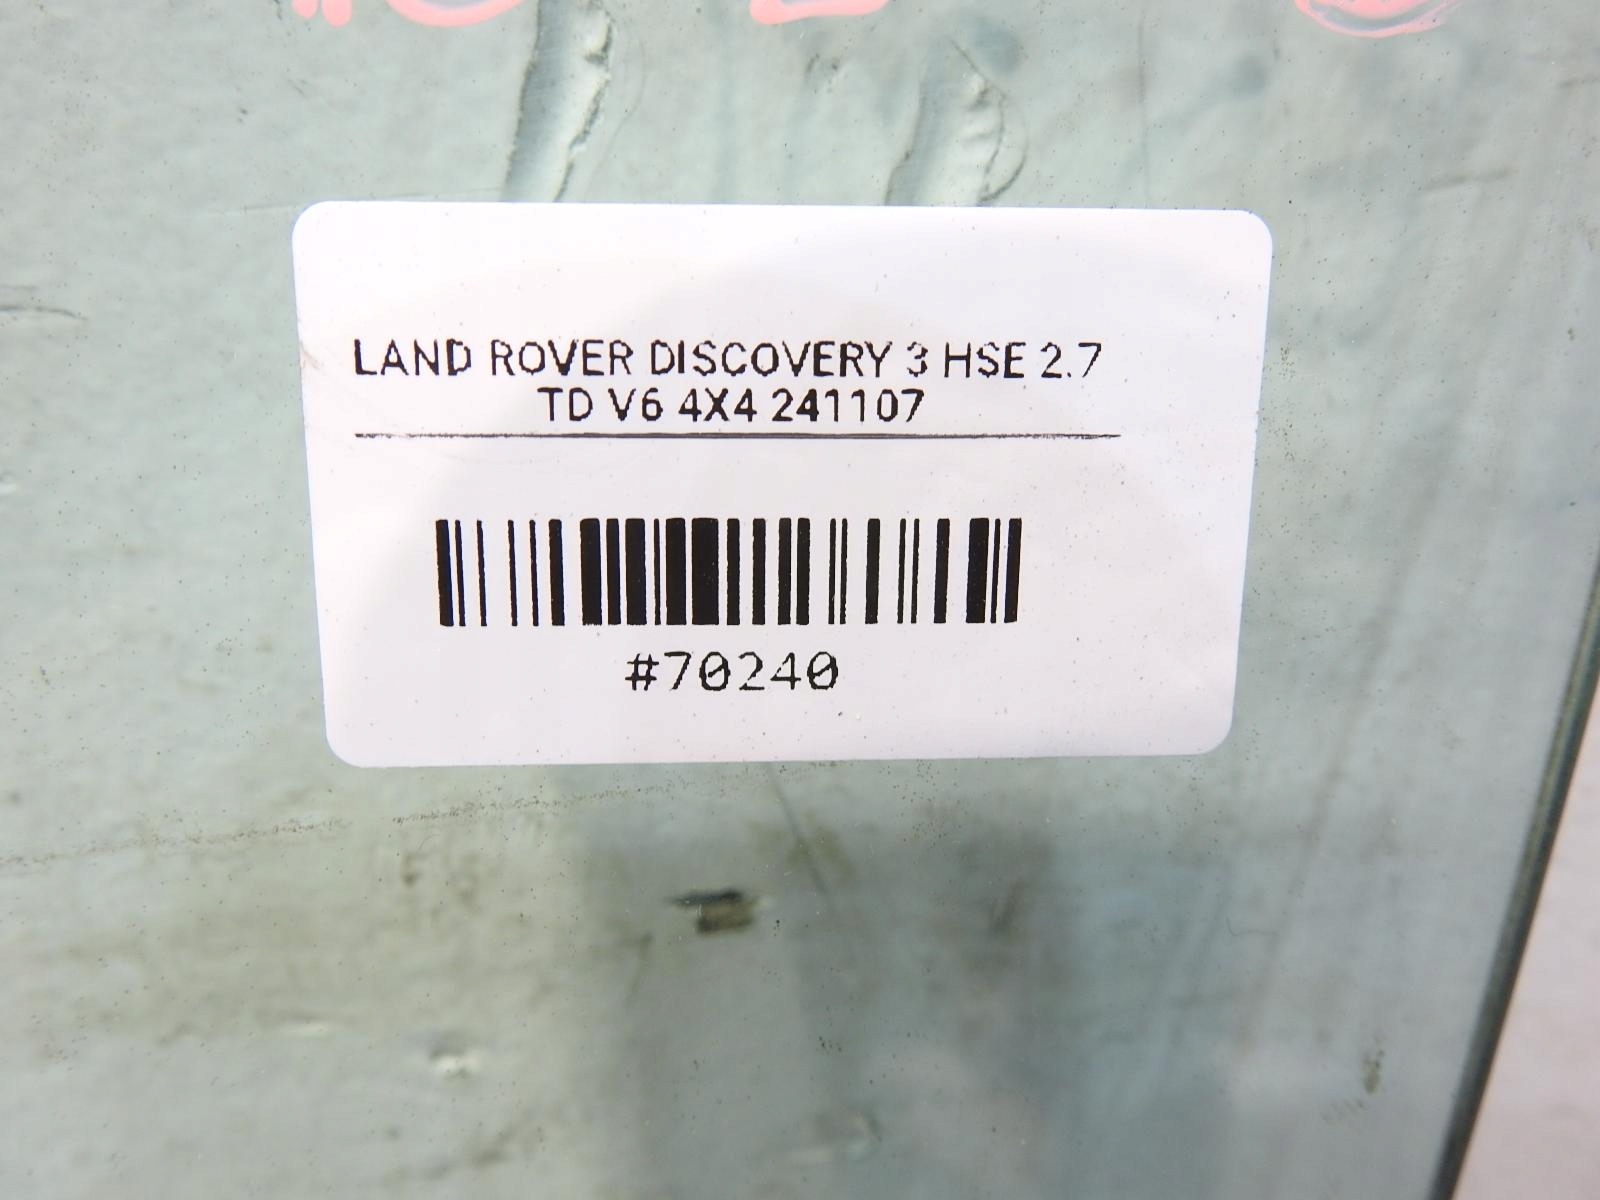 LAND ROVER DISCOVERY 3 HSE 2.7
TD V6 4X4 241107
#70240